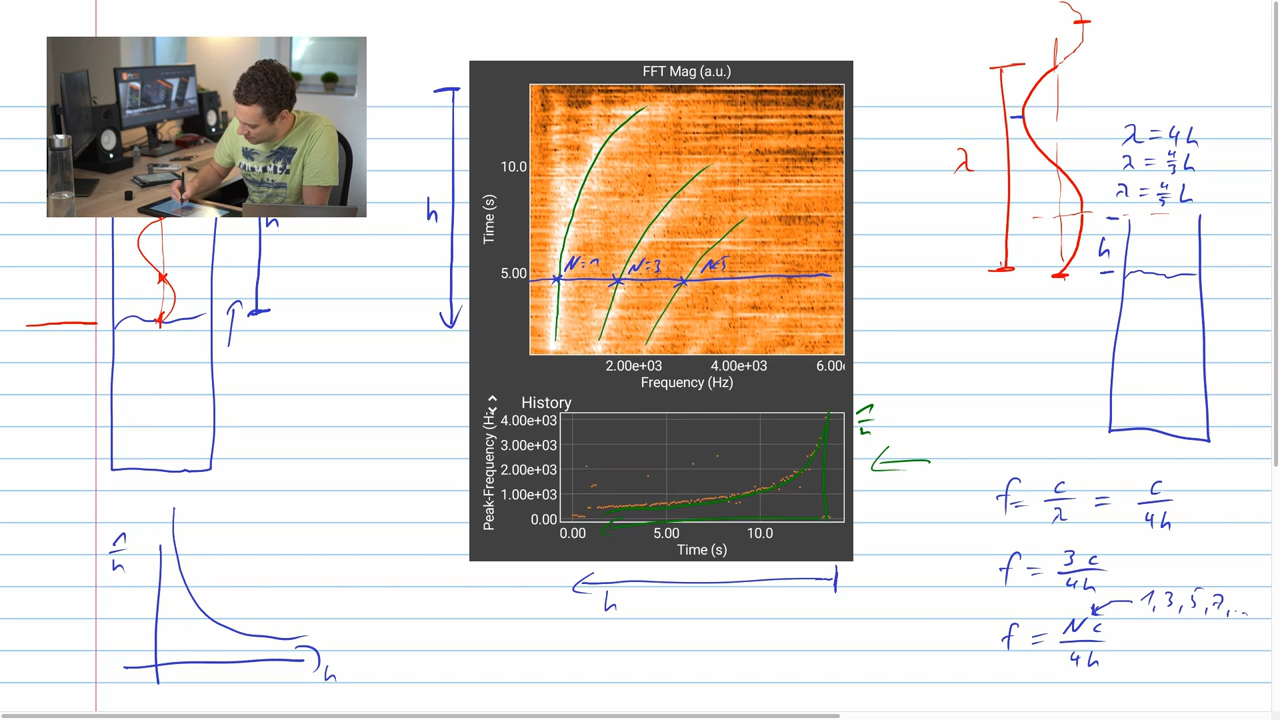 h
h
1/h
h
FFT Mag (a.u.)
Time (s)
10.0
5.00
N=1
N=3
N=5
2.00e+03
4.00e+03
6.00
Frequency (Hz)
History
Peak-Frequency (Hz
4.00e+03
3.00e+03
2.00e+03
1.00e+03
0.00
0.00
5.00
10.0
Time (s)
1/h
h
λ
λ = 4h
λ = 4/3 h
λ = 4/5 h
h
f = c/λ = c/4h
f = 3c/4h
1, 3, 5, 7, ...
f = Nc/4h